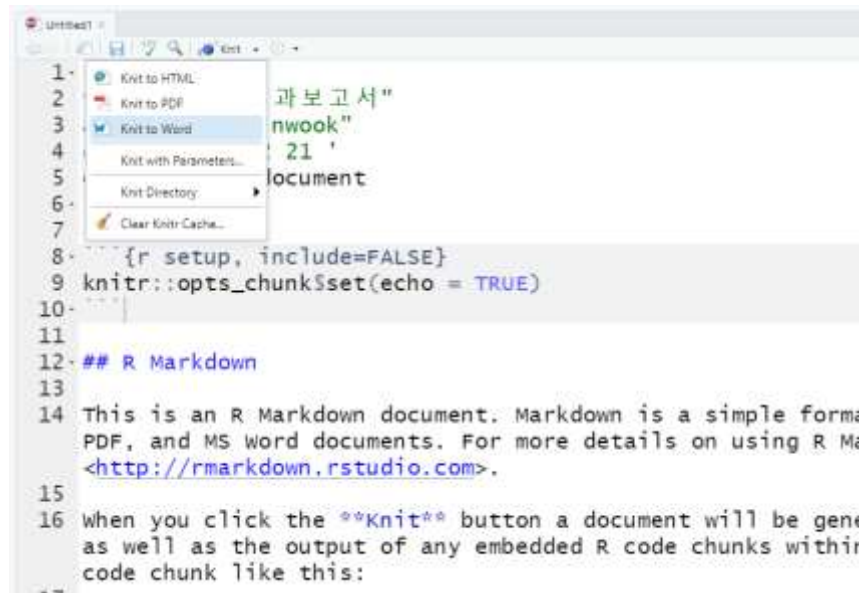 Untitled1
Knit
1
Knit to HTML
2 과보고서"
Knit to PDF
3 nwook"
Knit to Word
4 21 '
Knit with Parameters...
5 document
Knit Directory
6
7
Clear Knitr Cache...
8 ```{r setup, include=FALSE}
9 knitr::opts_chunk$set(echo = TRUE)
10 ```
11
12 ## R Markdown
13
14 This is an R Markdown document. Markdown is a simple forma
PDF, and MS Word documents. For more details on using R Ma
<http://rmarkdown.rstudio.com>.
15
16 When you click the **Knit** button a document will be gene
as well as the output of any embedded R code chunks within
code chunk like this: